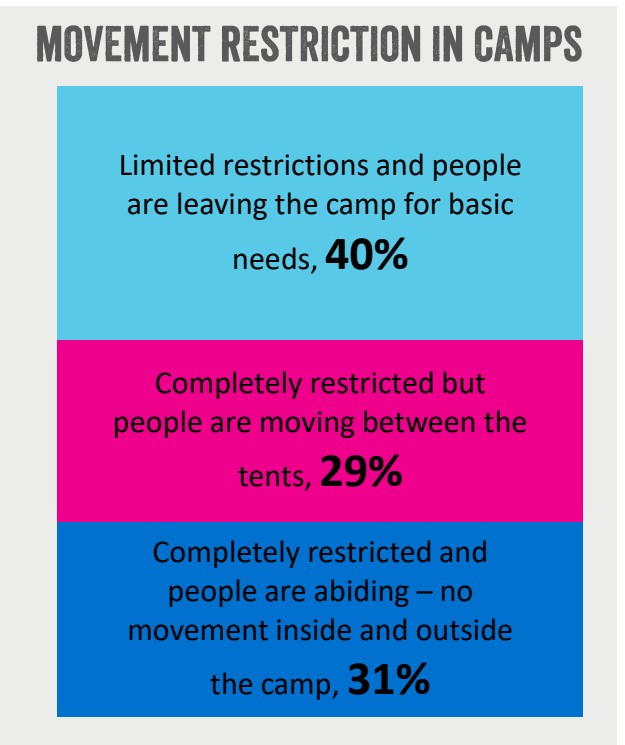 MOVEMENT RESTRICTION IN CAMPS
Limited restrictions and people
are leaving the camp for basic
needs, 40%
Completely restricted but
people are moving between the
tents, 29%
Completely restricted and
people are abiding – no
movement inside and outside
the camp, 31%